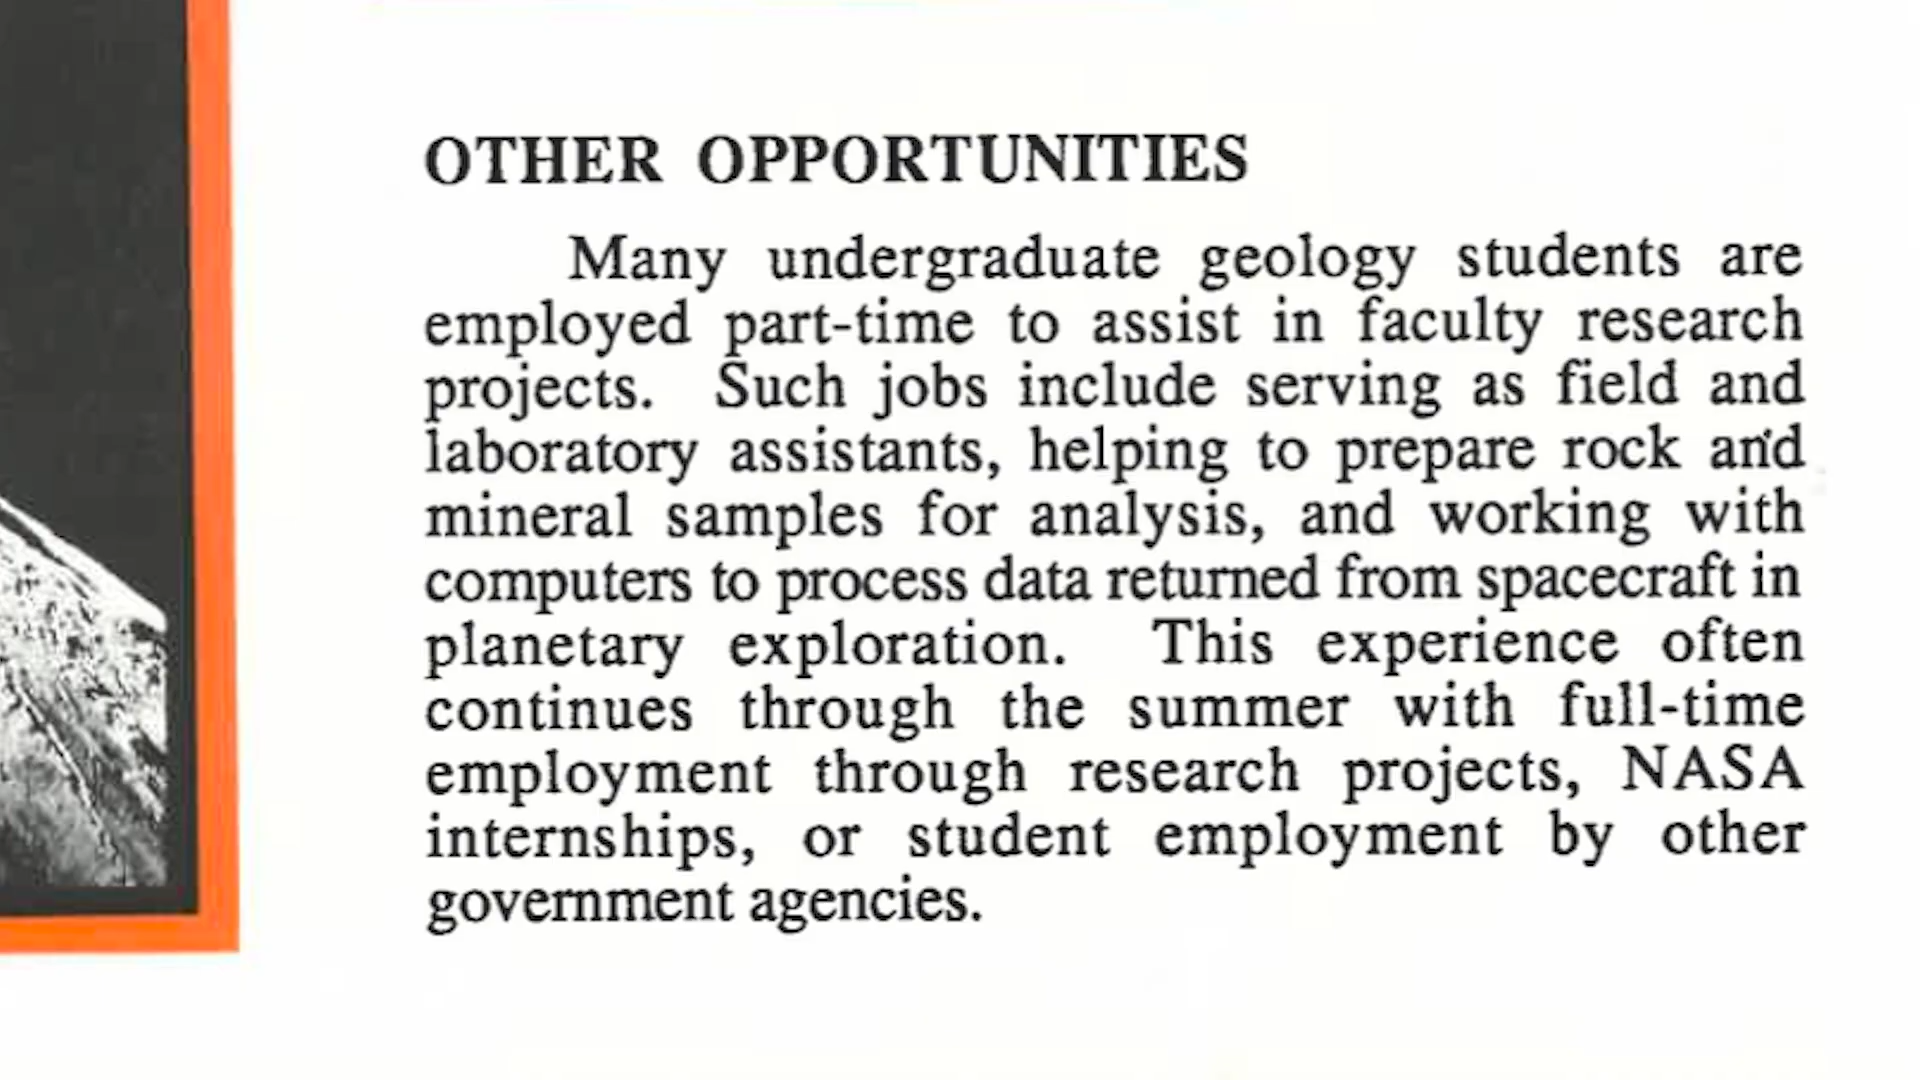 OTHER OPPORTUNITIES
Many undergraduate geology students are
employed part-time to assist in faculty research
projects. Such jobs include serving as field and
laboratory assistants, helping to prepare rock and
mineral samples for analysis, and working with
computers to process data returned from spacecraft in
planetary exploration. This experience often
continues through the summer with full-time
employment through research projects, NASA
internships, or student employment by other
government agencies.